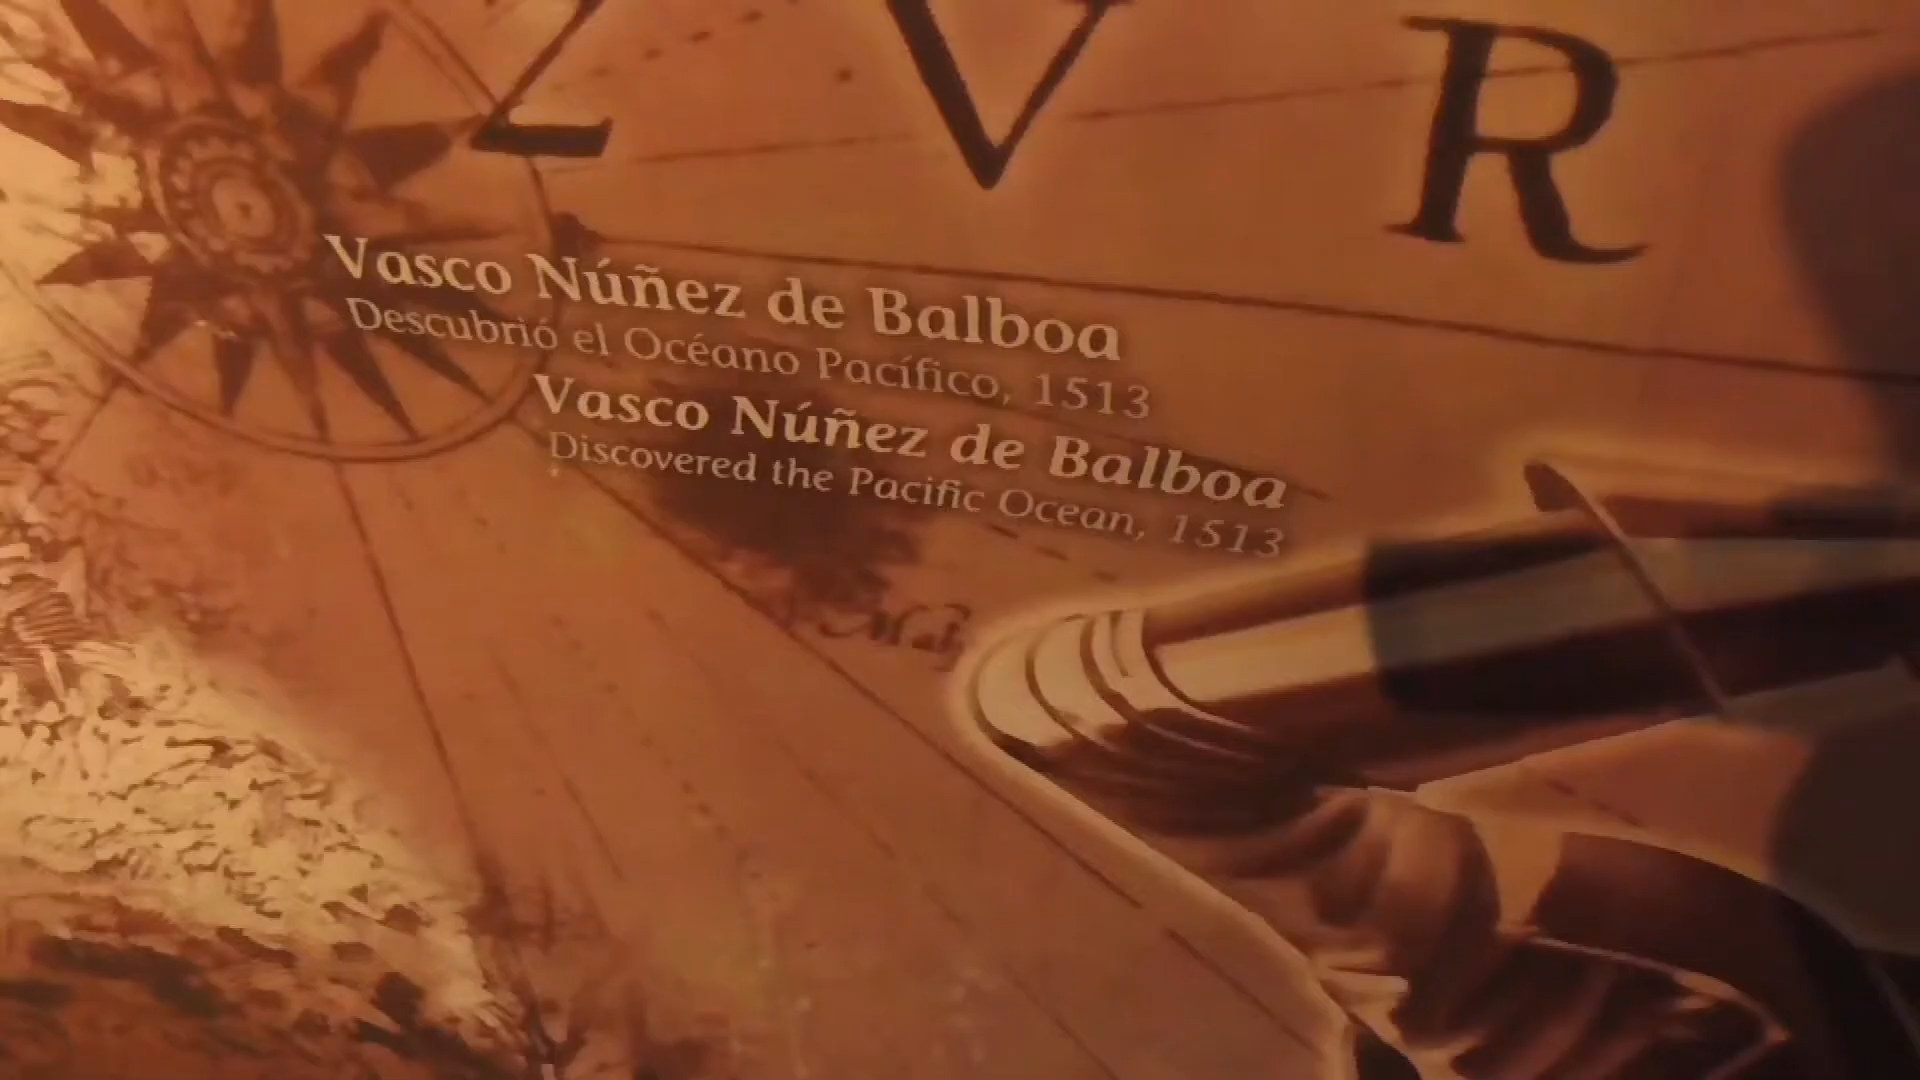 Z V R
Vasco Núñez de Balboa
Descubrió el Océano Pacífico, 1513
Vasco Núñez de Balboa
Discovered the Pacific Ocean, 1513